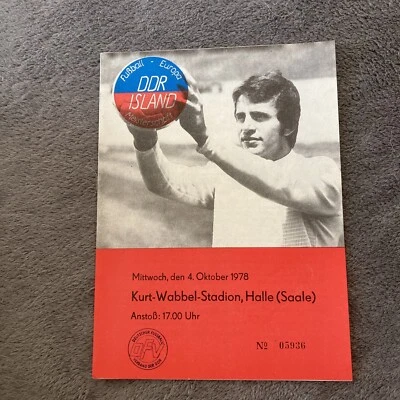 Fußball - Europa
DDR
ISLAND
Mittwoch, den 4. Oktober 1978
Kurt-Wabbel-Stadion, Halle (Saale)
Anstoß: 17.00 Uhr
DFV
№ 05936